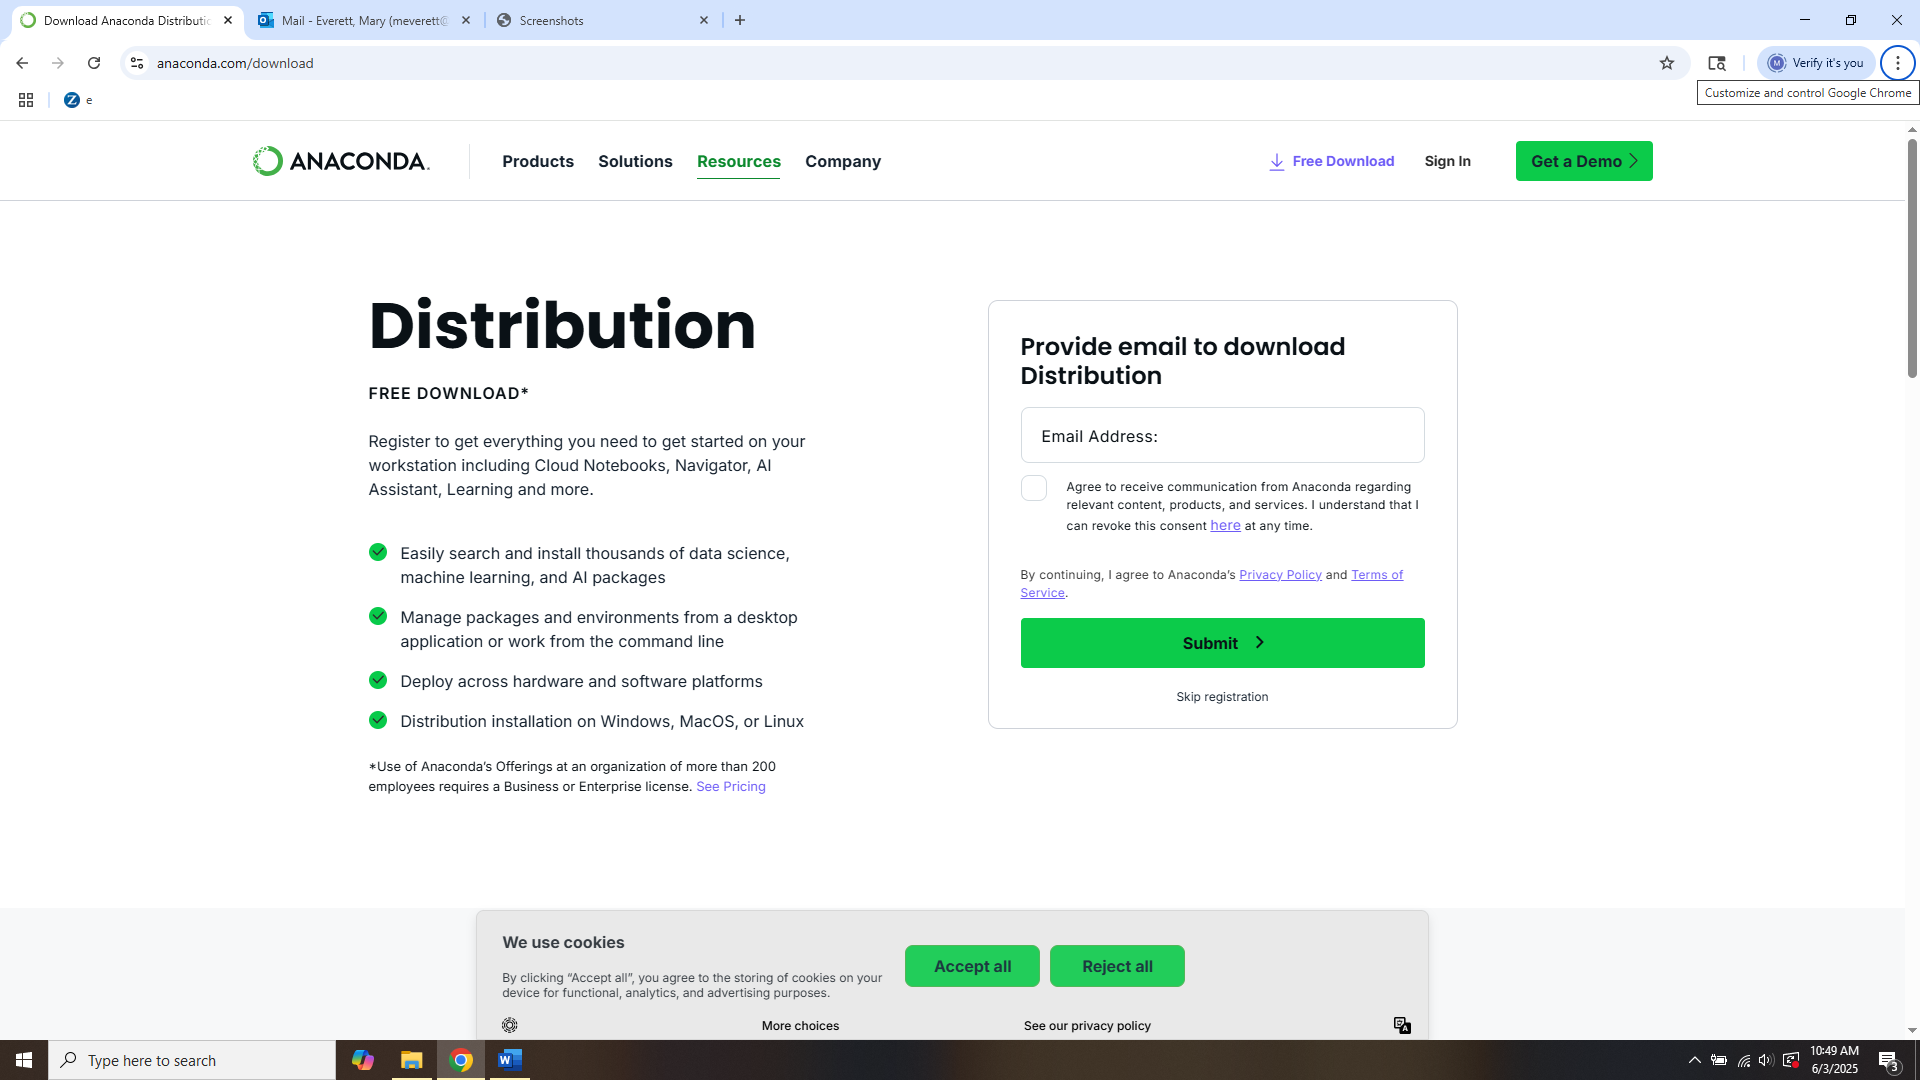 Download Anaconda Distributic
Mail - Everett, Mary (meverett@
Screenshots
anaconda.com/download
Verify it's you
e
Customize and control Google Chrome
ANACONDA.
Products
Solutions
Resources
Company
Free Download
Sign In
Get a Demo
Distribution
FREE DOWNLOAD*
Register to get everything you need to get started on your
workstation including Cloud Notebooks, Navigator, AI
Assistant, Learning and more.
Easily search and install thousands of data science,
machine learning, and AI packages
Manage packages and environments from a desktop
application or work from the command line
Deploy across hardware and software platforms
Distribution installation on Windows, MacOS, or Linux
*Use of Anaconda's Offerings at an organization of more than 200
employees requires a Business or Enterprise license. See Pricing
Provide email to download
Distribution
Email Address:
Agree to receive communication from Anaconda regarding
relevant content, products, and services. I understand that I
can revoke this consent here at any time.
By continuing, I agree to Anaconda's Privacy Policy and Terms of
Service.
Submit
Skip registration
We use cookies
By clicking “Accept all”, you agree to the storing of cookies on your
device for functional, analytics, and advertising purposes.
Accept all
Reject all
More choices
See our privacy policy
Type here to search
10:49 AM
6/3/2025
3